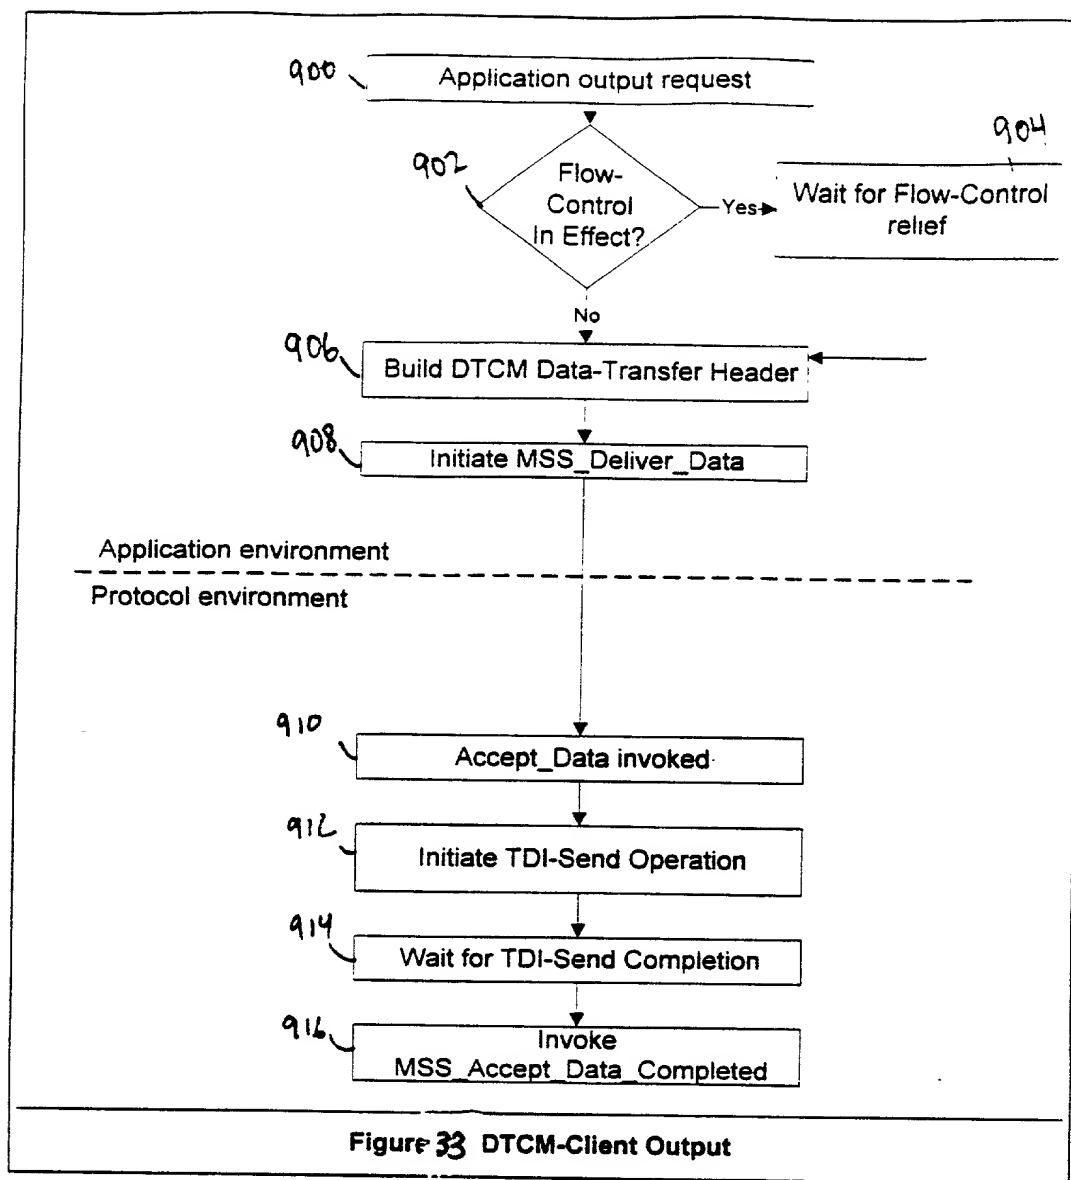 900
Application output request
904
902
Flow-
Control
In Effect?
Yes
Wait for Flow-Control
relief
No
906
Build DTCM Data-Transfer Header
908
Initiate MSS_Deliver_Data
Application environment
Protocol environment
910
Accept_Data invoked
912
Initiate TDI-Send Operation
914
Wait for TDI-Send Completion
916
Invoke
MSS_Accept_Data_Completed
Figure 33 DTCM-Client Output